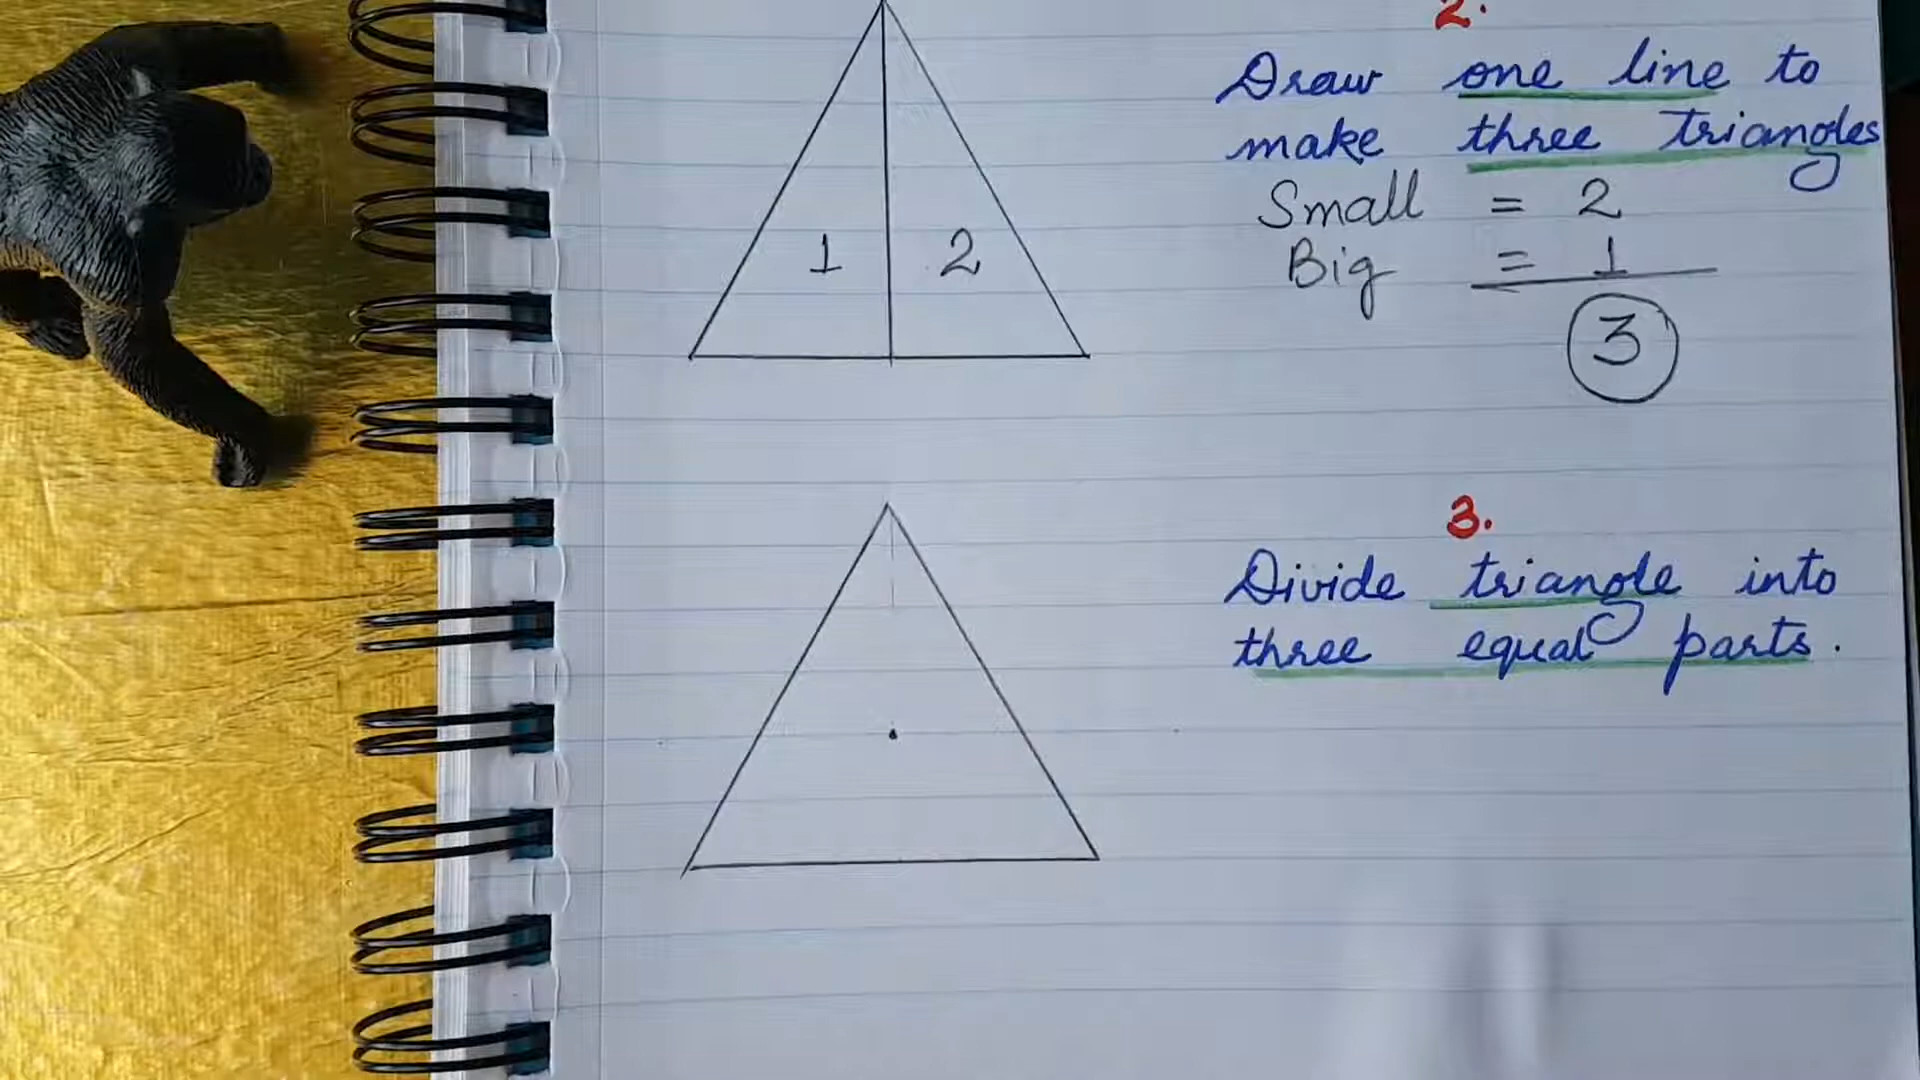 2.
Draw one line to
make three triangles
Small = 2
Big = 1
3
1 2
3.
Divide triangle into
three equal parts.